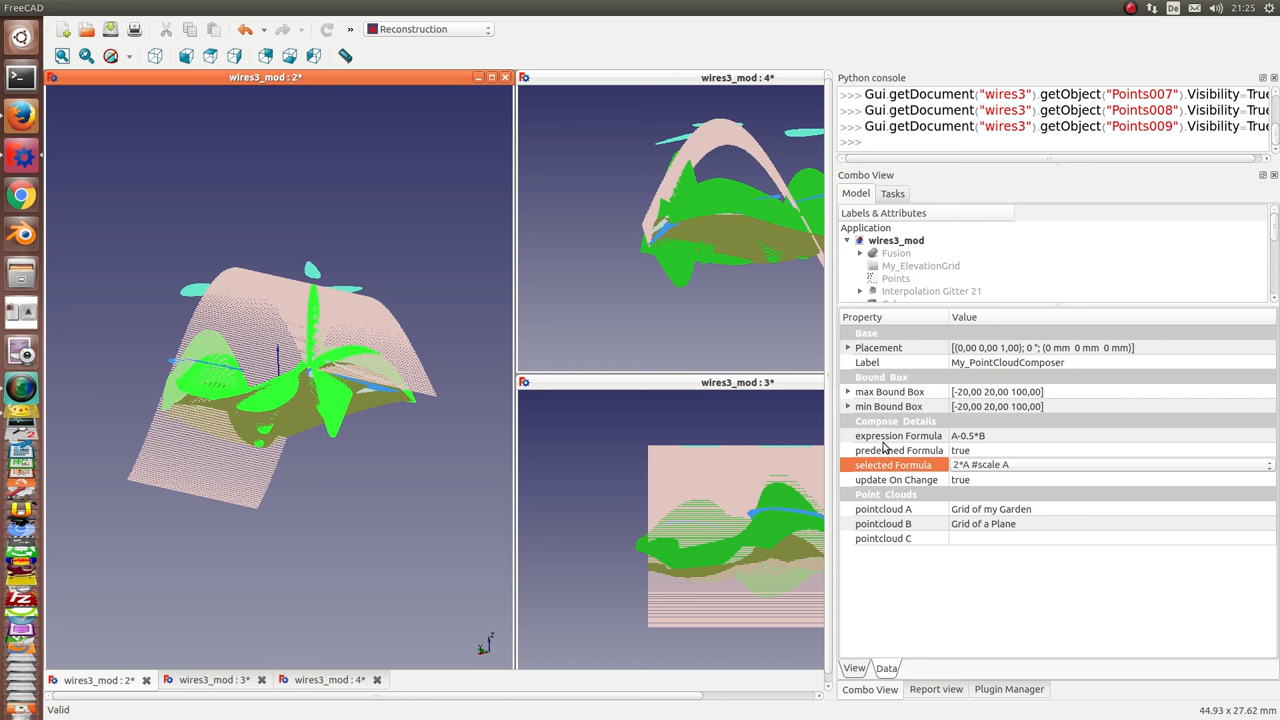 FreeCAD
De
21:25
»
Reconstruction
wires3_mod : 2*
wires3_mod : 4*
wires3_mod : 3*
z
wires3_mod : 2*
wires3_mod : 3*
wires3_mod : 4*
Valid
Python console
>>> Gui.getDocument("wires3").getObject("Points007").Visibility=True
>>> Gui.getDocument("wires3").getObject("Points008").Visibility=True
>>> Gui.getDocument("wires3").getObject("Points009").Visibility=True
>>>
Combo View
Model
Tasks
Labels & Attributes
Application
wires3_mod
Fusion
My_ElevationGrid
Points
Interpolation Gitter 21
Property Value
Base
Placement [(0,00 0,00 1,00); 0 °; (0 mm 0 mm 0 mm)]
Label My_PointCloudComposer
Bound Box
max Bound Box [-20,00 20,00 100,00]
min Bound Box [-20,00 20,00 100,00]
Compose Details
expression Formula A-0.5*B
predefined Formula true
selected Formula 2*A #scale A
update On Change true
Point Clouds
pointcloud A Grid of my Garden
pointcloud B Grid of a Plane
pointcloud C
View
Data
Combo View
Report view
Plugin Manager
44.93 x 27.62 mm